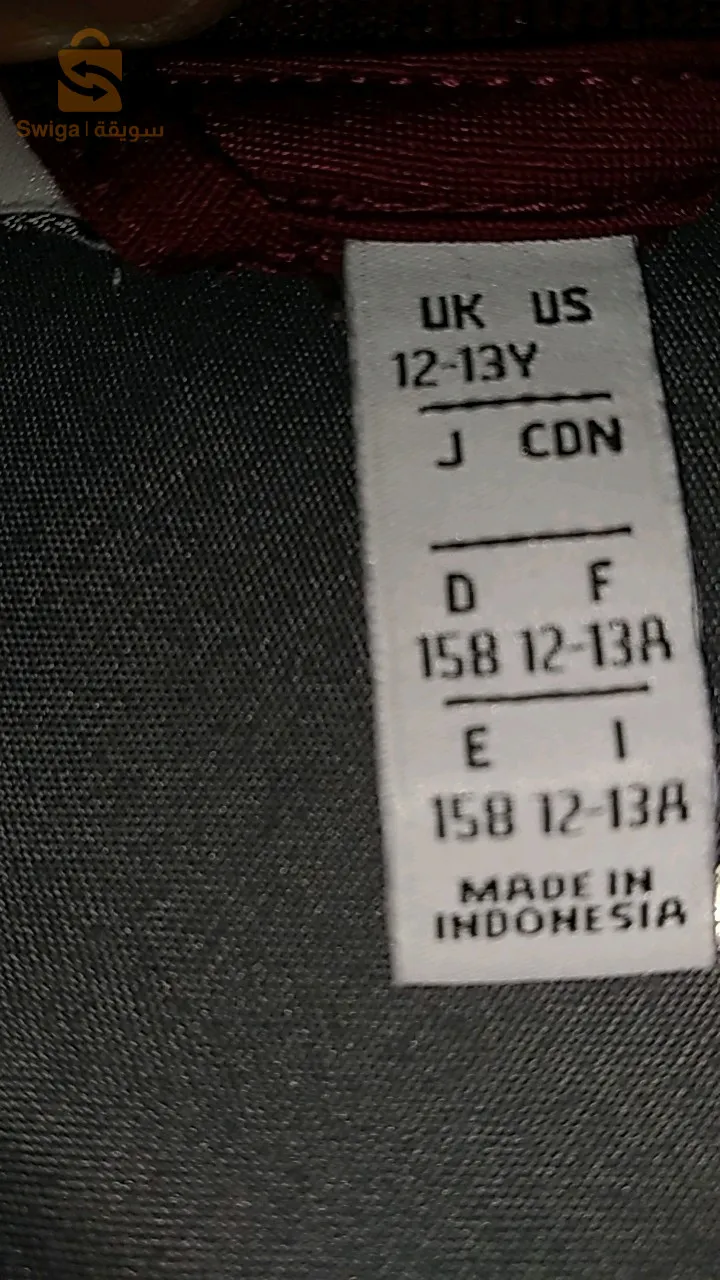 Swiga | سويقة
UK US
12-13Y
J CDN
D F
158 12-13A
E I
158 12-13A
MADE IN
INDONESIA